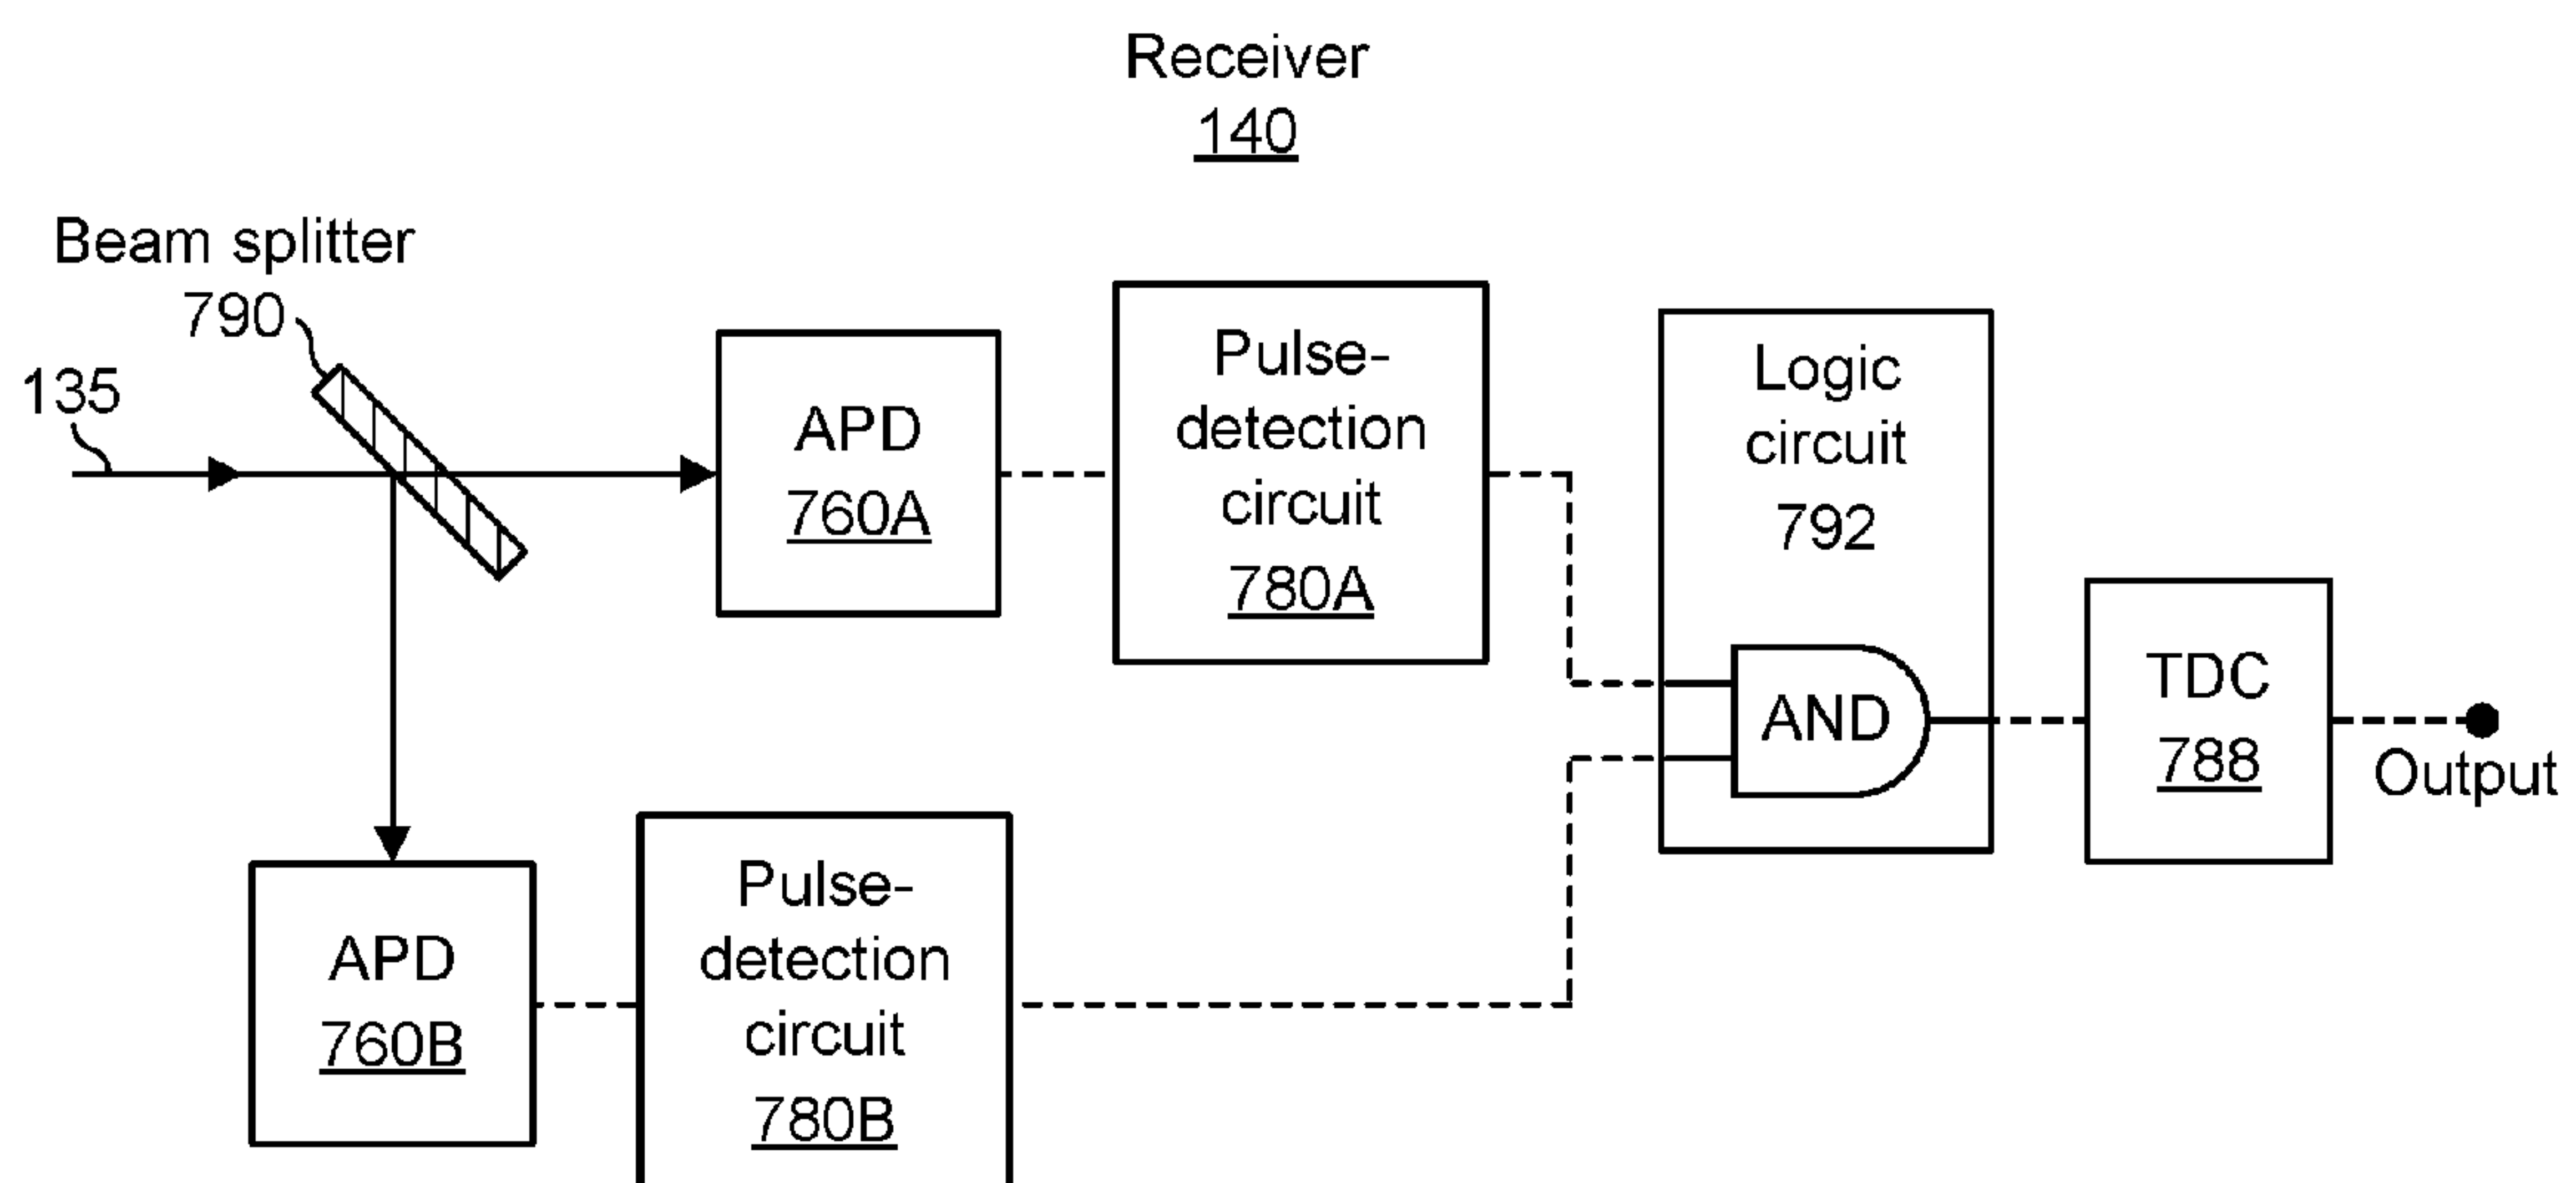 Receiver
140
Beam splitter
790
135
APD
760A
Pulse-
detection
circuit
780A
Logic
circuit
792
AND
TDC
788
Output
APD
760B
Pulse-
detection
circuit
780B